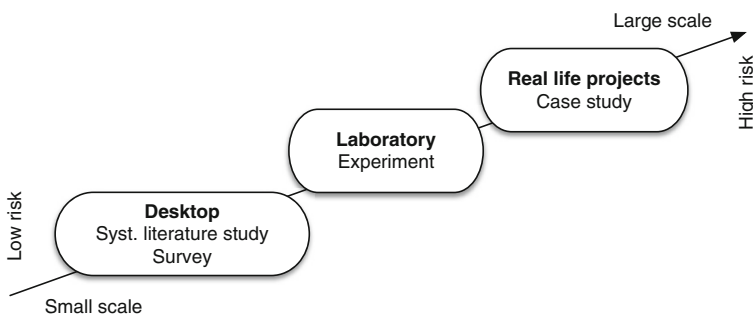 Large scale
High risk
Real life projects
Case study
Laboratory
Experiment
Low risk
Desktop
Syst. literature study
Survey
Small scale